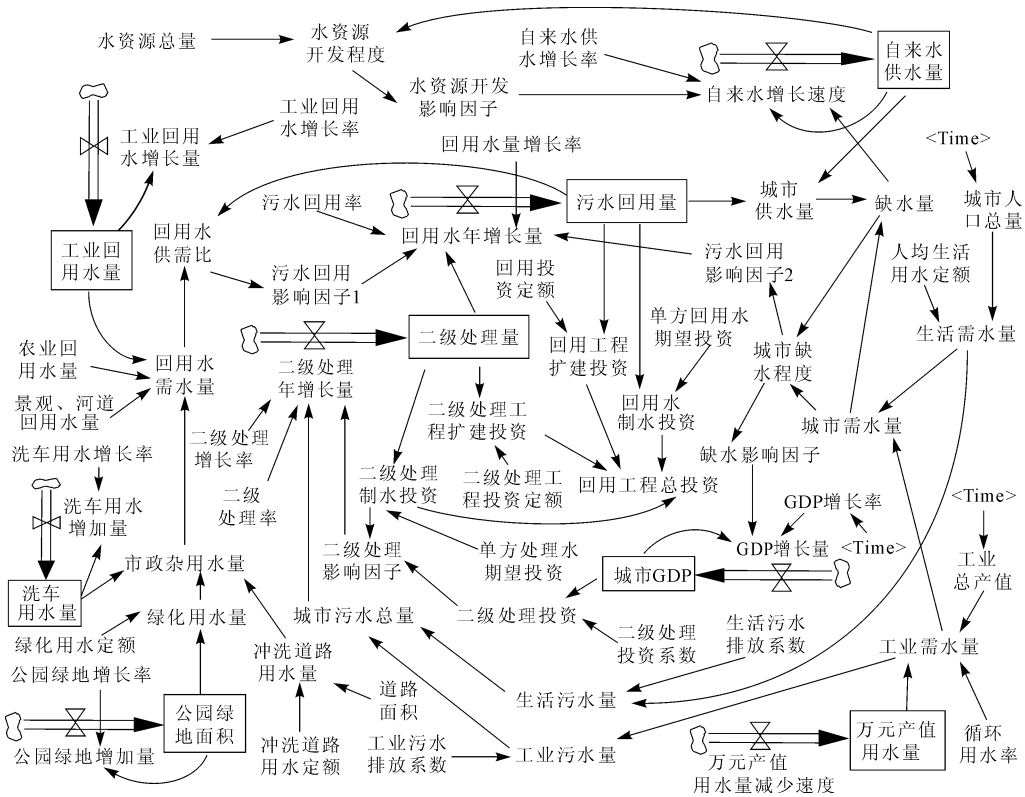 水资源总量
水资源
开发程度
自来水供
水增长率
自来水
供水量
水资源开发
影响因子
自来水增长速度
工业回用
水增长率
工业回用
水增长量
回用水量增长率
<Time>
污水回用率
污水回用量
城市
供水量
缺水量
城市人
口总量
工业回
用水量
回用水
供需比
回用水年增长量
污水回用
影响因子1
回用投
资定额
污水回用
影响因子2
人均生活
用水定额
二级处理量
单方回用水
期望投资
生活需水量
农业回
用水量
回用水
需水量
二级处理
年增长量
回用工程
扩建投资
城市缺
水程度
景观、河道
回用水量
二级处理工
程扩建投资
回用水
制水投资
城市需水量
洗车用水增长率
二级处理
增长率
缺水影响因子
二级处理
制水投资
二级处理工
程投资定额
回用工程总投资
洗车用水
增加量
二级
处理率
GDP增长率
<Time>
市政杂用水量
二级处理
影响因子
单方处理水
期望投资
城市GDP
GDP增长量
<Time>
工业
总产值
洗车
用水量
绿化用水量
城市污水总量
二级处理投资
绿化用水定额
冲洗道路
用水量
二级处理
投资系数
生活污水
排放系数
工业需水量
公园绿地增长率
道路
面积
生活污水量
公园绿
地面积
公园绿地增加量
冲洗道路
用水定额
工业污水
排放系数
工业污水量
万元产值
用水量减少速度
万元产值
用水量
循环
用水率